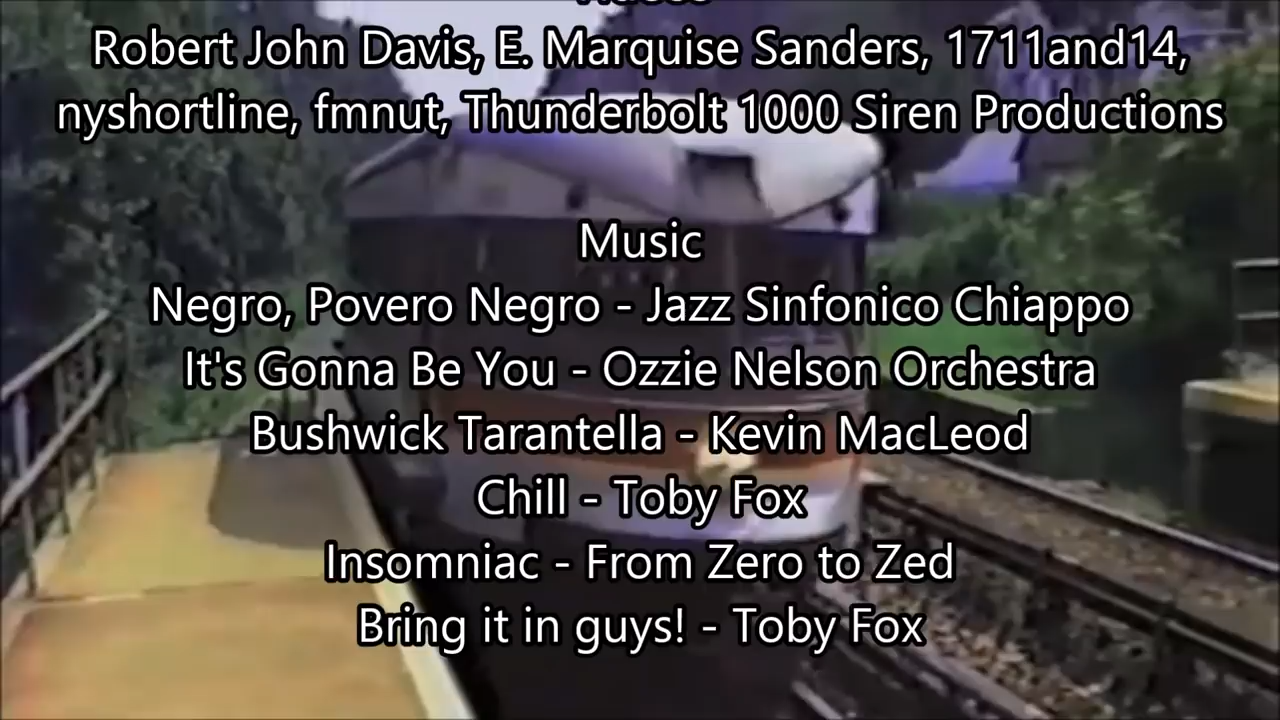 Robert John Davis, E. Marquise Sanders, 1711and14,
nyshortline, fmnut, Thunderbolt 1000 Siren Productions
Music
Negro, Povero Negro - Jazz Sinfonico Chiappo
It's Gonna Be You - Ozzie Nelson Orchestra
Bushwick Tarantella - Kevin MacLeod
Chill - Toby Fox
Insomniac - From Zero to Zed
Bring it in guys! - Toby Fox